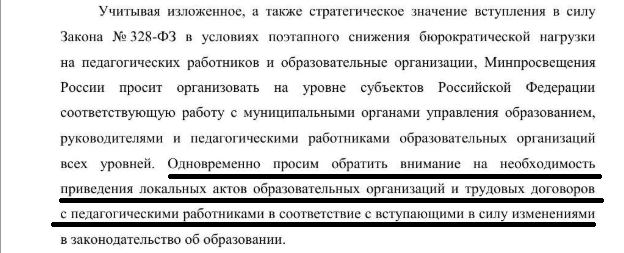 Учитывая изложенное, а также стратегическое значение вступления в силу
Закона № 328-ФЗ в условиях поэтапного снижения бюрократической нагрузки
на педагогических работников и образовательные организации, Минпросвещения
России просит организовать на уровне субъектов Российской Федерации
соответствующую работу с муниципальными органами управления образованием,
руководителями и педагогическими работниками образовательных организаций
всех уровней. Одновременно просим обратить внимание на необходимость
приведения локальных актов образовательных организаций и трудовых договоров
с педагогическими работниками в соответствие с вступающими в силу изменениями
в законодательство об образовании.